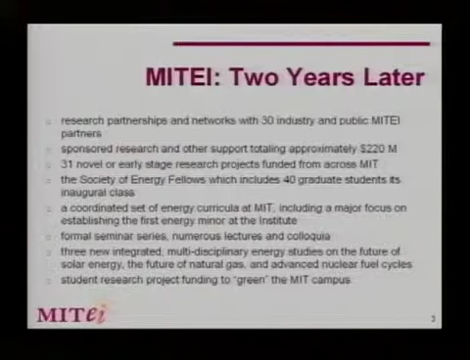 MITEI: Two Years Later
research partnerships and networks with 30 industry and public MITEI
partners
sponsored research and other support totaling approximately $220 M
31 novel or early stage research projects funded from across MIT
the Society of Energy Fellows which includes 40 graduate students its
inaugural class
a coordinated set of energy curricula at MIT, including a major focus on
establishing the first energy minor at the Institute
formal seminar series, numerous lectures and colloquia
three new integrated, multi-disciplinary energy studies on the future of
solar energy, the future of natural gas, and advanced nuclear fuel cycles
student research project funding to "green" the MIT campus
MITei
3